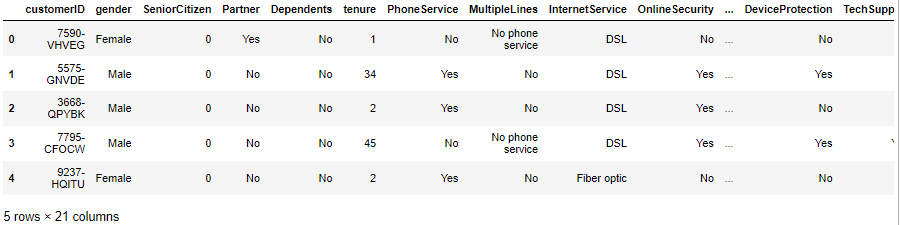 customerID gender SeniorCitizen Partner Dependents tenure PhoneService MultipleLines InternetService OnlineSecurity ... DeviceProtection TechSupp
0 7590-VHVEG Female 0 Yes No 1 No No phone service DSL No ... No
1 5575-GNVDE Male 0 No No 34 Yes No DSL Yes ... Yes
2 3668-QPYBK Male 0 No No 2 Yes No DSL Yes ... No
3 7795-CFOCW Male 0 No No 45 No No phone service DSL Yes ... Yes
4 9237-HQITU Female 0 No No 2 Yes No Fiber optic No ... No
5 rows × 21 columns